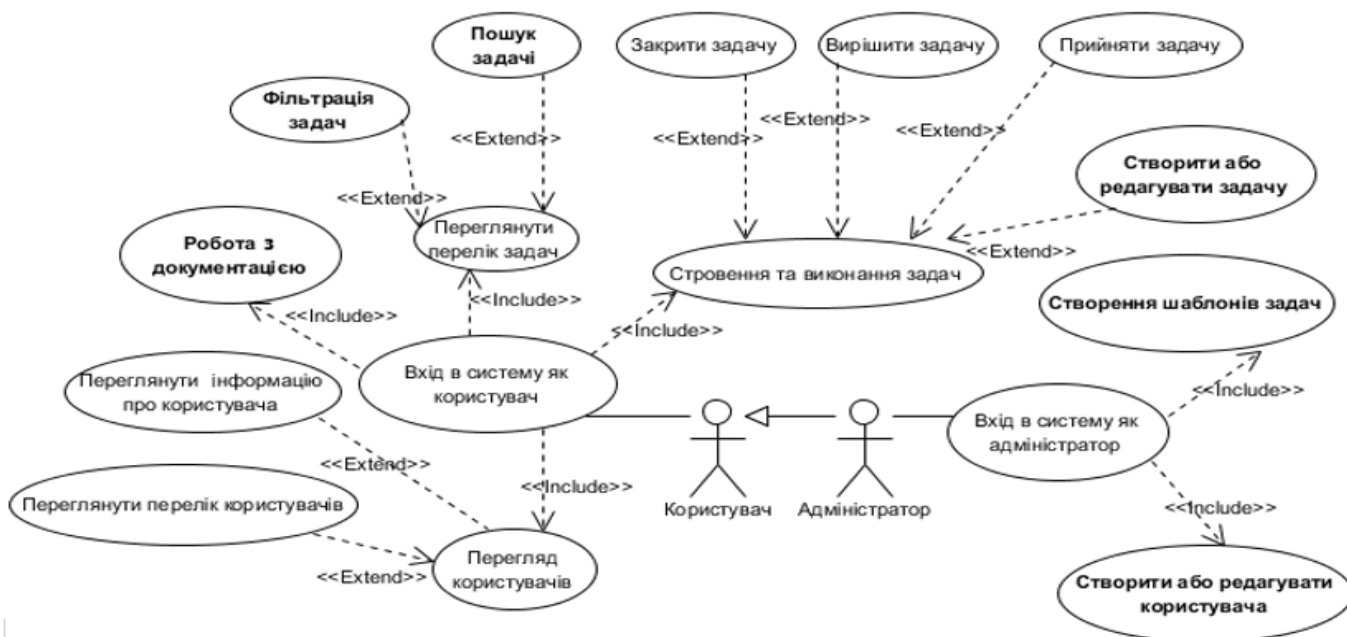 Пошук
задачі
Закрити задачу
Вирішити задачу
Прийняти задачу
Фільтрація
задач
<<Extend>>
<<Extend>>
<<Extend>>
<<Extend>>
Створити або
редагувати задачу
<<Extend>>
Робота з
документацією
Переглянути
перелік задач
<<Extend>>
Стровення та виконання задач
<<Include>>
<<Include>>
<<Include>>
Створення шаблонів задач
Переглянути інформацію
про користувача
Вхід в систему як
користувач
<<Include>>
Вхід в систему як
адміністратор
<<Extend>>
Переглянути перелік користувачів
<<Include>>
Користувач
Адміністратор
<<Include>>
<<Extend>>
Перегляд
користувачів
Створити або редагувати
користувача